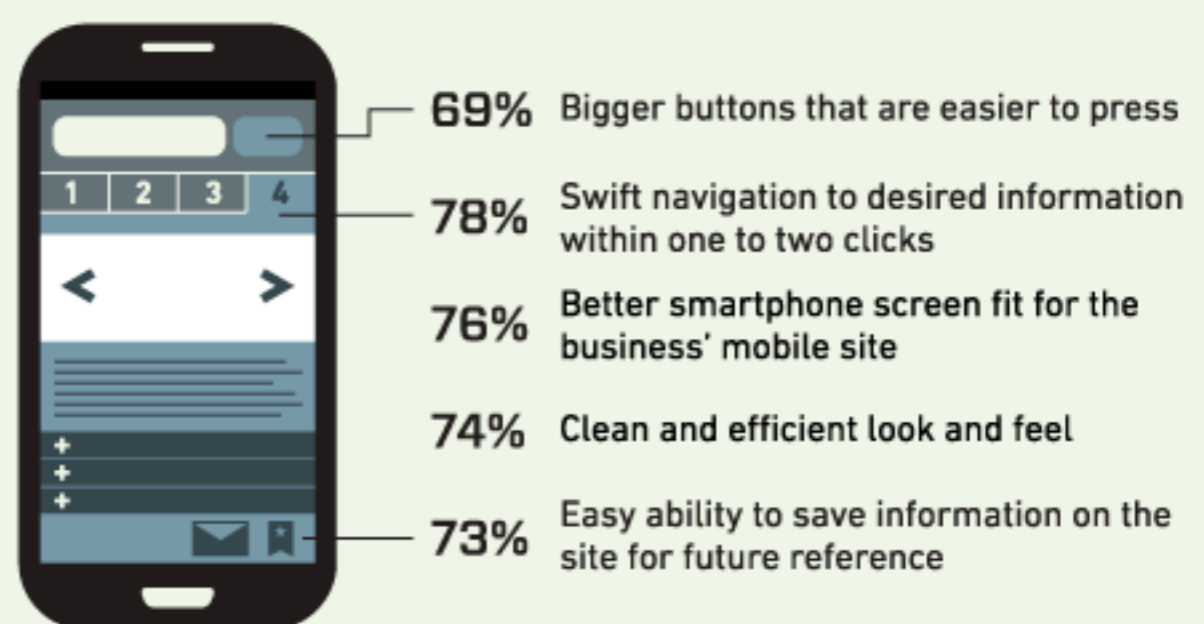 69% Bigger buttons that are easier to press
1 2 3 4
78% Swift navigation to desired information
within one to two clicks
76% Better smartphone screen fit for the
business’ mobile site
74% Clean and efficient look and feel
73% Easy ability to save information on the
site for future reference